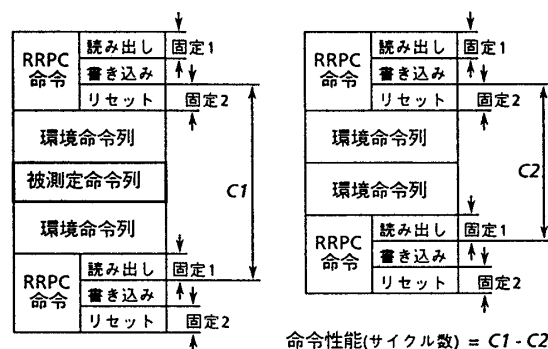 RRPC
命令
読み出し
書き込み
リセット
固定1
固定2
環境命令列
被測定命令列
環境命令列
C1
RRPC
命令
読み出し
書き込み
リセット
固定1
固定2
RRPC
命令
読み出し
書き込み
リセット
固定1
固定2
環境命令列
環境命令列
C2
RRPC
命令
読み出し
書き込み
リセット
固定1
固定2
命令性能(サイクル数) = C1 - C2